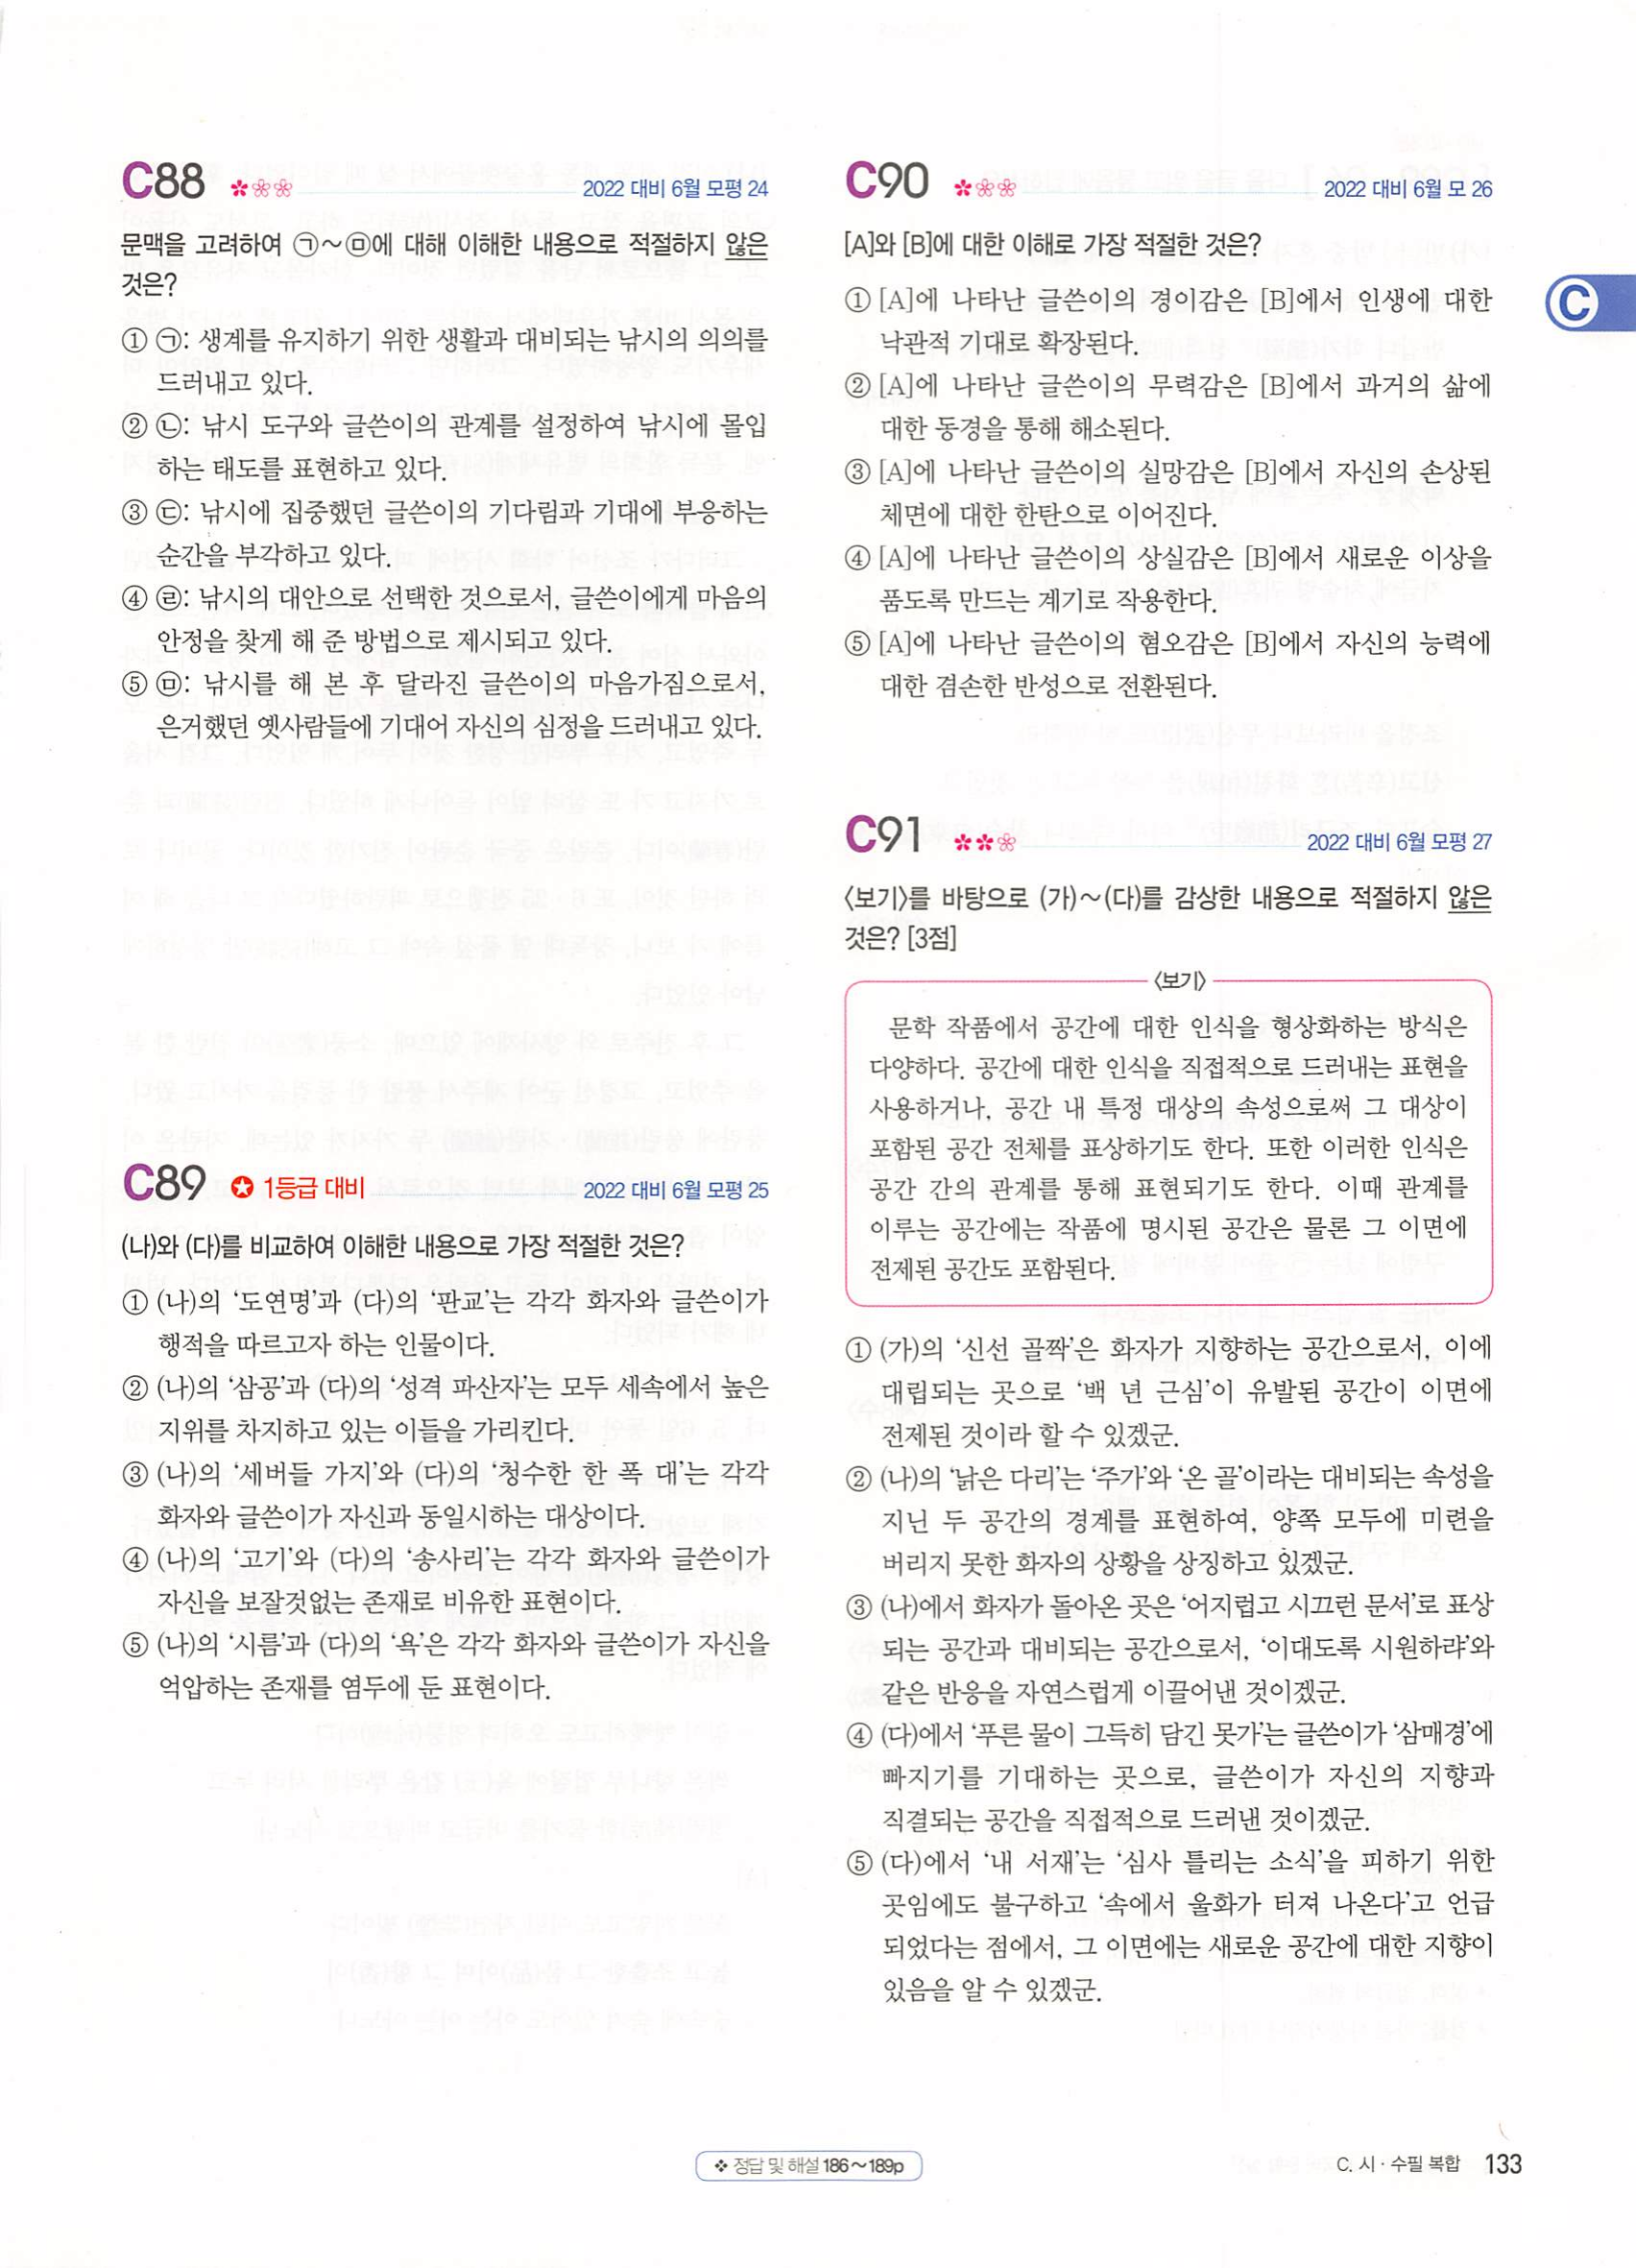 C88
2022 대비 6월 모평 24
문맥을 고려하여 ㉠～㉤에 대해 이해한 내용으로 적절하지 않은
것은?
① ㉠: 생계를 유지하기 위한 생활과 대비되는 낚시의 의의를
드러내고 있다.
② ㉡: 낚시 도구와 글쓴이의 관계를 설정하여 낚시에 몰입
하는 태도를 표현하고 있다.
③ ㉢: 낚시에 집중했던 글쓴이의 기다림과 기대에 부응하는
순간을 부각하고 있다.
④ ㉣: 낚시의 대안으로 선택한 것으로서, 글쓴이에게 마음의
안정을 찾게 해 준 방법으로 제시되고 있다.
⑤ ㉤: 낚시를 해 본 후 달라진 글쓴이의 마음가짐으로서,
은거했던 옛사람들에 기대어 자신의 심정을 드러내고 있다.
C89 1등급 대비
2022 대비 6월 모평 25
(나)와 (다)를 비교하여 이해한 내용으로 가장 적절한 것은?
① (나)의 ‘도연명’과 (다)의 ‘판교’는 각각 화자와 글쓴이가
행적을 따르고자 하는 인물이다.
② (나)의 ‘삼공’과 (다)의 ‘성격 파산자’는 모두 세속에서 높은
지위를 차지하고 있는 이들을 가리킨다.
③ (나)의 ‘세버들 가지’와 (다)의 ‘청수한 한 폭 대’는 각각
화자와 글쓴이가 자신과 동일시하는 대상이다.
④ (나)의 ‘고기’와 (다)의 ‘송사리’는 각각 화자와 글쓴이가
자신을 보잘것없는 존재로 비유한 표현이다.
⑤ (나)의 ‘시름’과 (다)의 ‘욕’은 각각 화자와 글쓴이가 자신을
억압하는 존재를 염두에 둔 표현이다.
C90
2022 대비 6월 모 26
[A]와 [B]에 대한 이해로 가장 적절한 것은?
① [A]에 나타난 글쓴이의 경이감은 [B]에서 인생에 대한
낙관적 기대로 확장된다.
② [A]에 나타난 글쓴이의 무력감은 [B]에서 과거의 삶에
대한 동경을 통해 해소된다.
③ [A]에 나타난 글쓴이의 실망감은 [B]에서 자신의 손상된
체면에 대한 한탄으로 이어진다.
④ [A]에 나타난 글쓴이의 상실감은 [B]에서 새로운 이상을
품도록 만드는 계기로 작용한다.
⑤ [A]에 나타난 글쓴이의 혐오감은 [B]에서 자신의 능력에
대한 겸손한 반성으로 전환된다.
C
C91
2022 대비 6월 모평 27
〈보기〉를 바탕으로 (가)～(다)를 감상한 내용으로 적절하지 않은
것은? [3점]
〈보기〉
문학 작품에서 공간에 대한 인식을 형상화하는 방식은
다양하다. 공간에 대한 인식을 직접적으로 드러내는 표현을
사용하거나, 공간 내 특정 대상의 속성으로써 그 대상이
포함된 공간 전체를 표상하기도 한다. 또한 이러한 인식은
공간 간의 관계를 통해 표현되기도 한다. 이때 관계를
이루는 공간에는 작품에 명시된 공간은 물론 그 이면에
전제된 공간도 포함된다.
① (가)의 ‘신선 골짝’은 화자가 지향하는 공간으로서, 이에
대립되는 곳으로 ‘백 년 근심’이 유발된 공간이 이면에
전제된 것이라 할 수 있겠군.
② (나)의 ‘낡은 다리’는 ‘주가’와 ‘온 골’이라는 대비되는 속성을
지닌 두 공간의 경계를 표현하여, 양쪽 모두에 미련을
버리지 못한 화자의 상황을 상징하고 있겠군.
③ (나)에서 화자가 돌아온 곳은 ‘어지럽고 시끄런 문서’로 표상
되는 공간과 대비되는 공간으로서, ‘이대도록 시원하랴’와
같은 반응을 자연스럽게 이끌어낸 것이겠군.
④ (다)에서 ‘푸른 물이 그득히 담긴 못가’는 글쓴이가 ‘삼매경’에
빠지기를 기대하는 곳으로, 글쓴이가 자신의 지향과
직결되는 공간을 직접적으로 드러낸 것이겠군.
⑤ (다)에서 ‘내 서재’는 ‘심사 틀리는 소식’을 피하기 위한
곳임에도 불구하고 ‘속에서 울화가 터져 나온다’고 언급
되었다는 점에서, 그 이면에는 새로운 공간에 대한 지향이
있음을 알 수 있겠군.
❖ 정답 및 해설 186～189p
C. 시·수필 복합 133